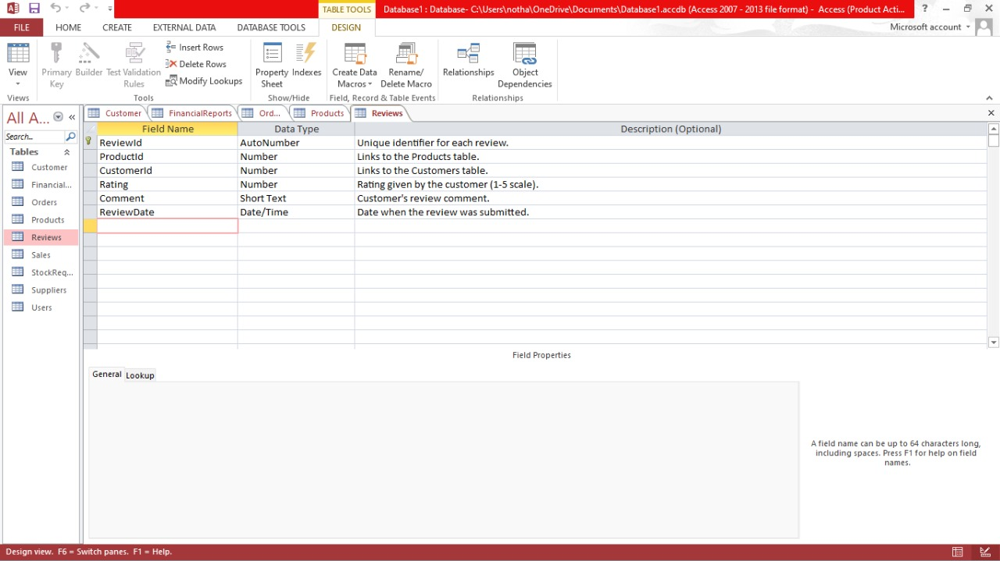 TABLE TOOLS
Database1 : Database- C:\Users\notha\OneDrive\Documents\Database1.accdb (Access 2007 - 2013 file format) - Access (Product Acti...
?
FILE HOME CREATE EXTERNAL DATA DATABASE TOOLS DESIGN
Microsoft account
View
Primary Key
Builder
Test Validation Rules
Insert Rows
Delete Rows
Modify Lookups
Property Sheet
Indexes
Create Data Macros
Rename/ Delete Macro
Relationships
Object Dependencies
Views
Tools
Show/Hide
Field, Record & Table Events
Relationships
All A...
Search...
Tables
Customer
Financial...
Orders
Products
Reviews
Sales
StockReq...
Suppliers
Users
Customer FinancialReports Ord... Products Reviews
Field Name Data Type Description (Optional)
ReviewId AutoNumber Unique identifier for each review.
ProductId Number Links to the Products table.
CustomerId Number Links to the Customers table.
Rating Number Rating given by the customer (1-5 scale).
Comment Short Text Customer's review comment.
ReviewDate Date/Time Date when the review was submitted.
Field Properties
General Lookup
A field name can be up to 64 characters long,
including spaces. Press F1 for help on field
names.
Design view. F6 = Switch panes. F1 = Help.